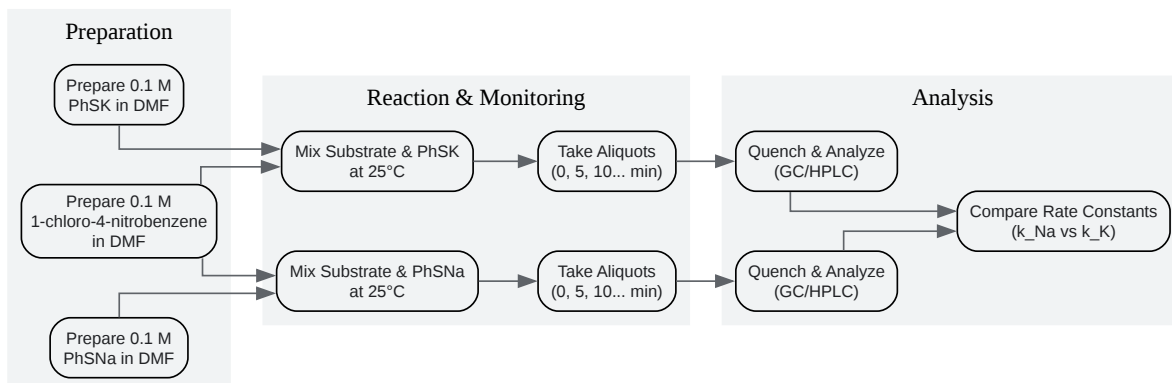 Preparation
Prepare 0.1 M
PhSK in DMF
Prepare 0.1 M
1-chloro-4-nitrobenzene
in DMF
Prepare 0.1 M
PhSNa in DMF
Reaction & Monitoring
Mix Substrate & PhSK
at 25°C
Take Aliquots
(0, 5, 10... min)
Mix Substrate & PhSNa
at 25°C
Take Aliquots
(0, 5, 10... min)
Analysis
Quench & Analyze
(GC/HPLC)
Quench & Analyze
(GC/HPLC)
Compare Rate Constants
(k_Na vs k_K)